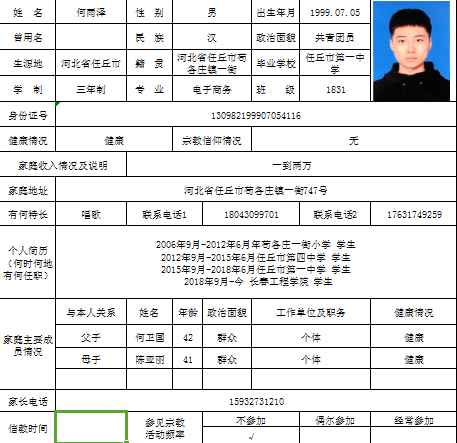 姓 名 何雨泽 性 别 男 出生年月 1999.07.05
曾用名 民 族 汉 政治面貌 共青团员
生源地 河北省任丘市 籍 贯 河北省任丘市苟各庄镇一街 毕业学校 任丘市第一中学
学 制 三年制 专 业 电子商务 班 级 1831
身份证号 130982199907054116
健康情况 健康 宗教信仰情况 无
家庭收入情况及说明 一到两万
家庭地址 河北省任丘市苟各庄镇一街747号
有何特长 唱歌 联系电话1 18043099701 联系电话2 17631749259
个人简历（何时何地有何任职）
2006年9月-2012年6月年苟各庄一街小学 学生
2012年9月-2015年6月任丘市第四中学 学生
2015年9月-2018年6月任丘市第一中学 学生
2018年9月-今 长春工程学院 学生
家庭主要成员情况
与本人关系 姓名 年龄 政治面貌 工作单位及职务 健康情况
父子 何卫国 42 群众 个体 健康
母子 陈亚丽 41 群众 个体 健康
家长电话 15932731210
信教时间 参见宗教活动频率 不参加 偶尔参加 经常参加
√